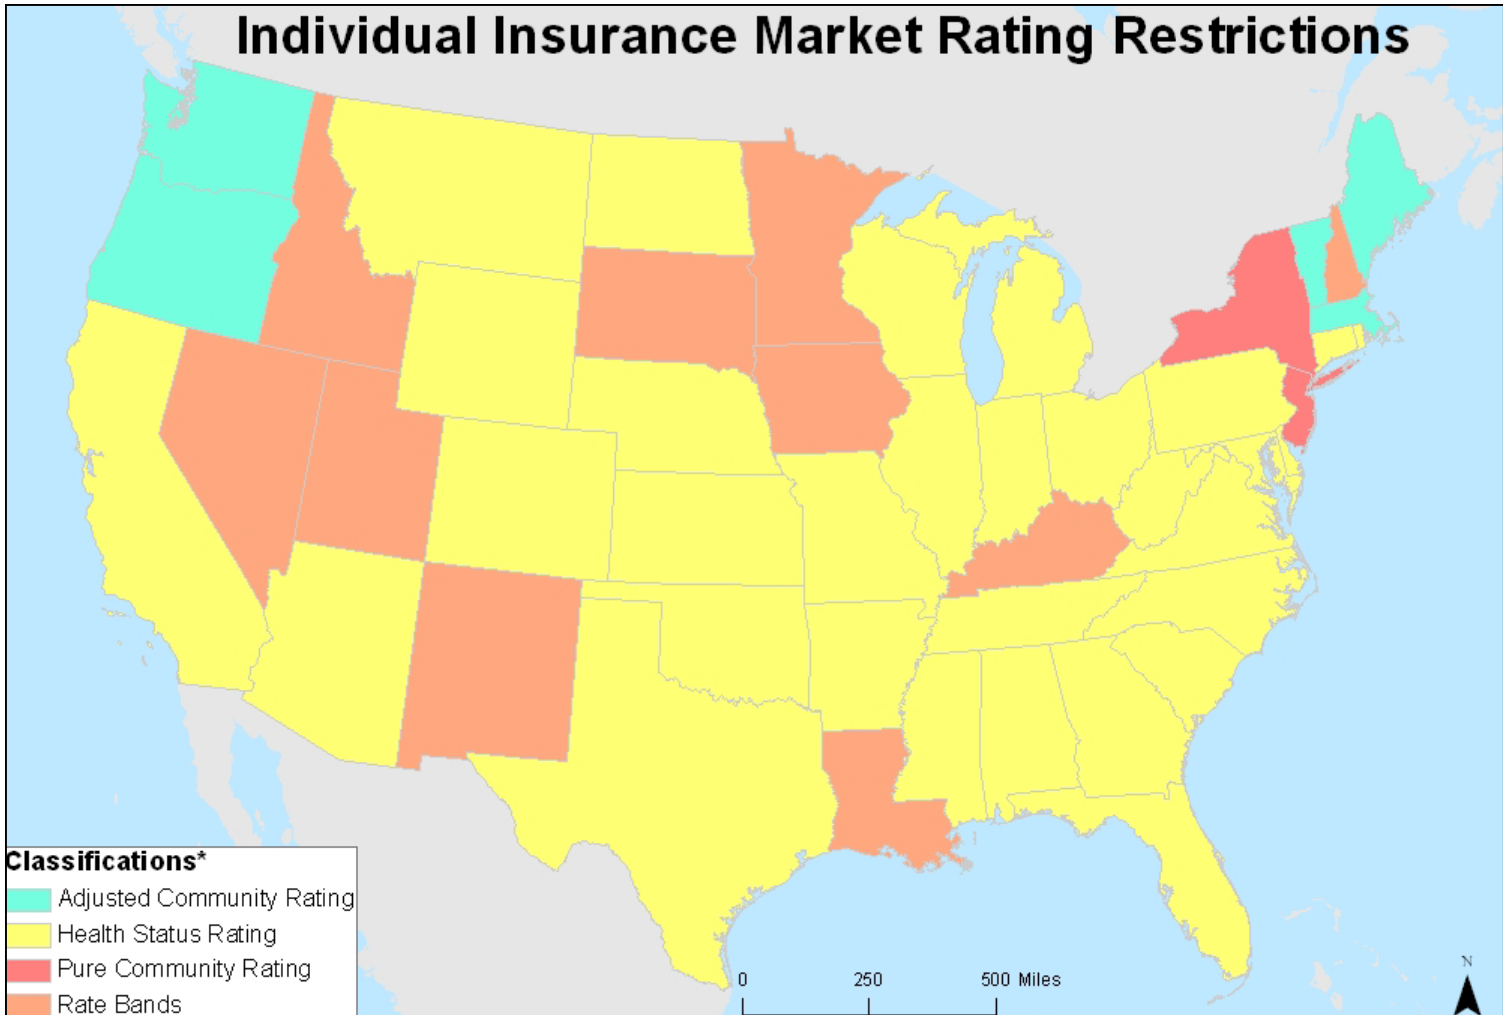 Individual Insurance Market Rating Restrictions
Classifications*
Adjusted Community Rating
Health Status Rating
Pure Community Rating
Rate Bands
0 250 500 Miles
N